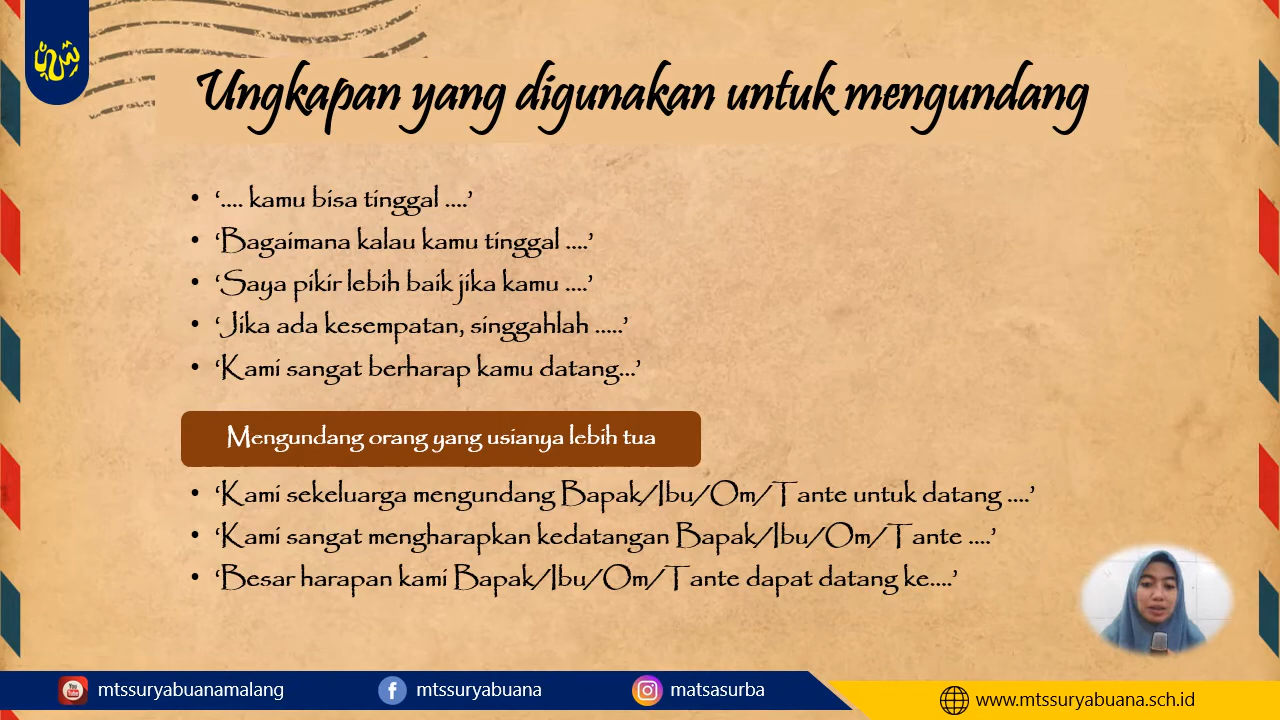 Ungkapan yang digunakan untuk mengundang
• ‘.... kamu bisa tinggal ....’
• ‘Bagaimana kalau kamu tinggal ....’
• ‘Saya pikir lebih baik jika kamu ....’
• ‘Jika ada kesempatan, singgahlah .....’
• ‘Kami sangat berharap kamu datang...’
Mengundang orang yang usianya lebih tua
• ‘Kami sekeluarga mengundang Bapak/Ibu/Om/Tante untuk datang ....’
• ‘Kami sangat mengharapkan kedatangan Bapak/Ibu/Om/Tante ....’
• ‘Besar harapan kami Bapak/Ibu/Om/Tante dapat datang ke....’
mtssuryabuanamalang
mtssuryabuana
matsasurba
www.mtssuryabuana.sch.id